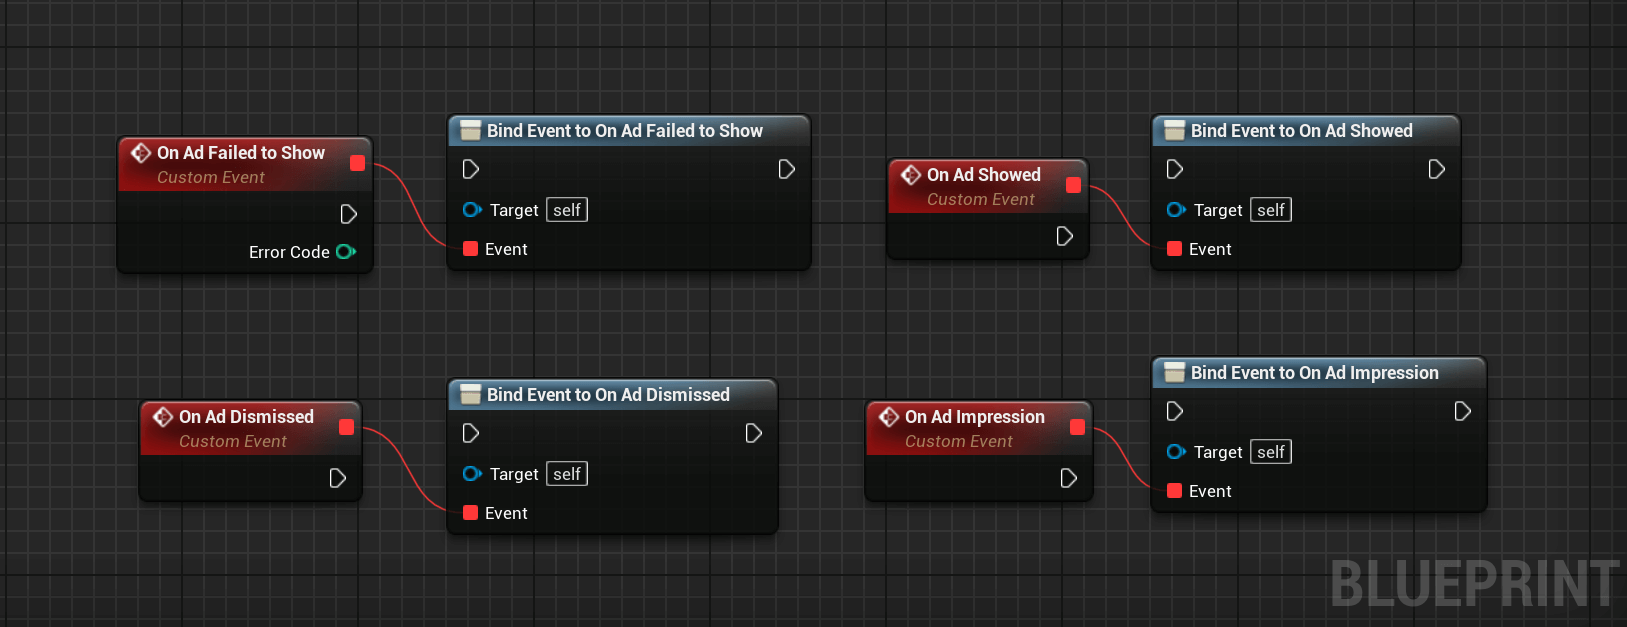 On Ad Failed to Show
Custom Event
Error Code
Bind Event to On Ad Failed to Show
Target self
Event
On Ad Showed
Custom Event
Bind Event to On Ad Showed
Target self
Event
On Ad Dismissed
Custom Event
Bind Event to On Ad Dismissed
Target self
Event
On Ad Impression
Custom Event
Bind Event to On Ad Impression
Target self
Event
BLUEPRINT